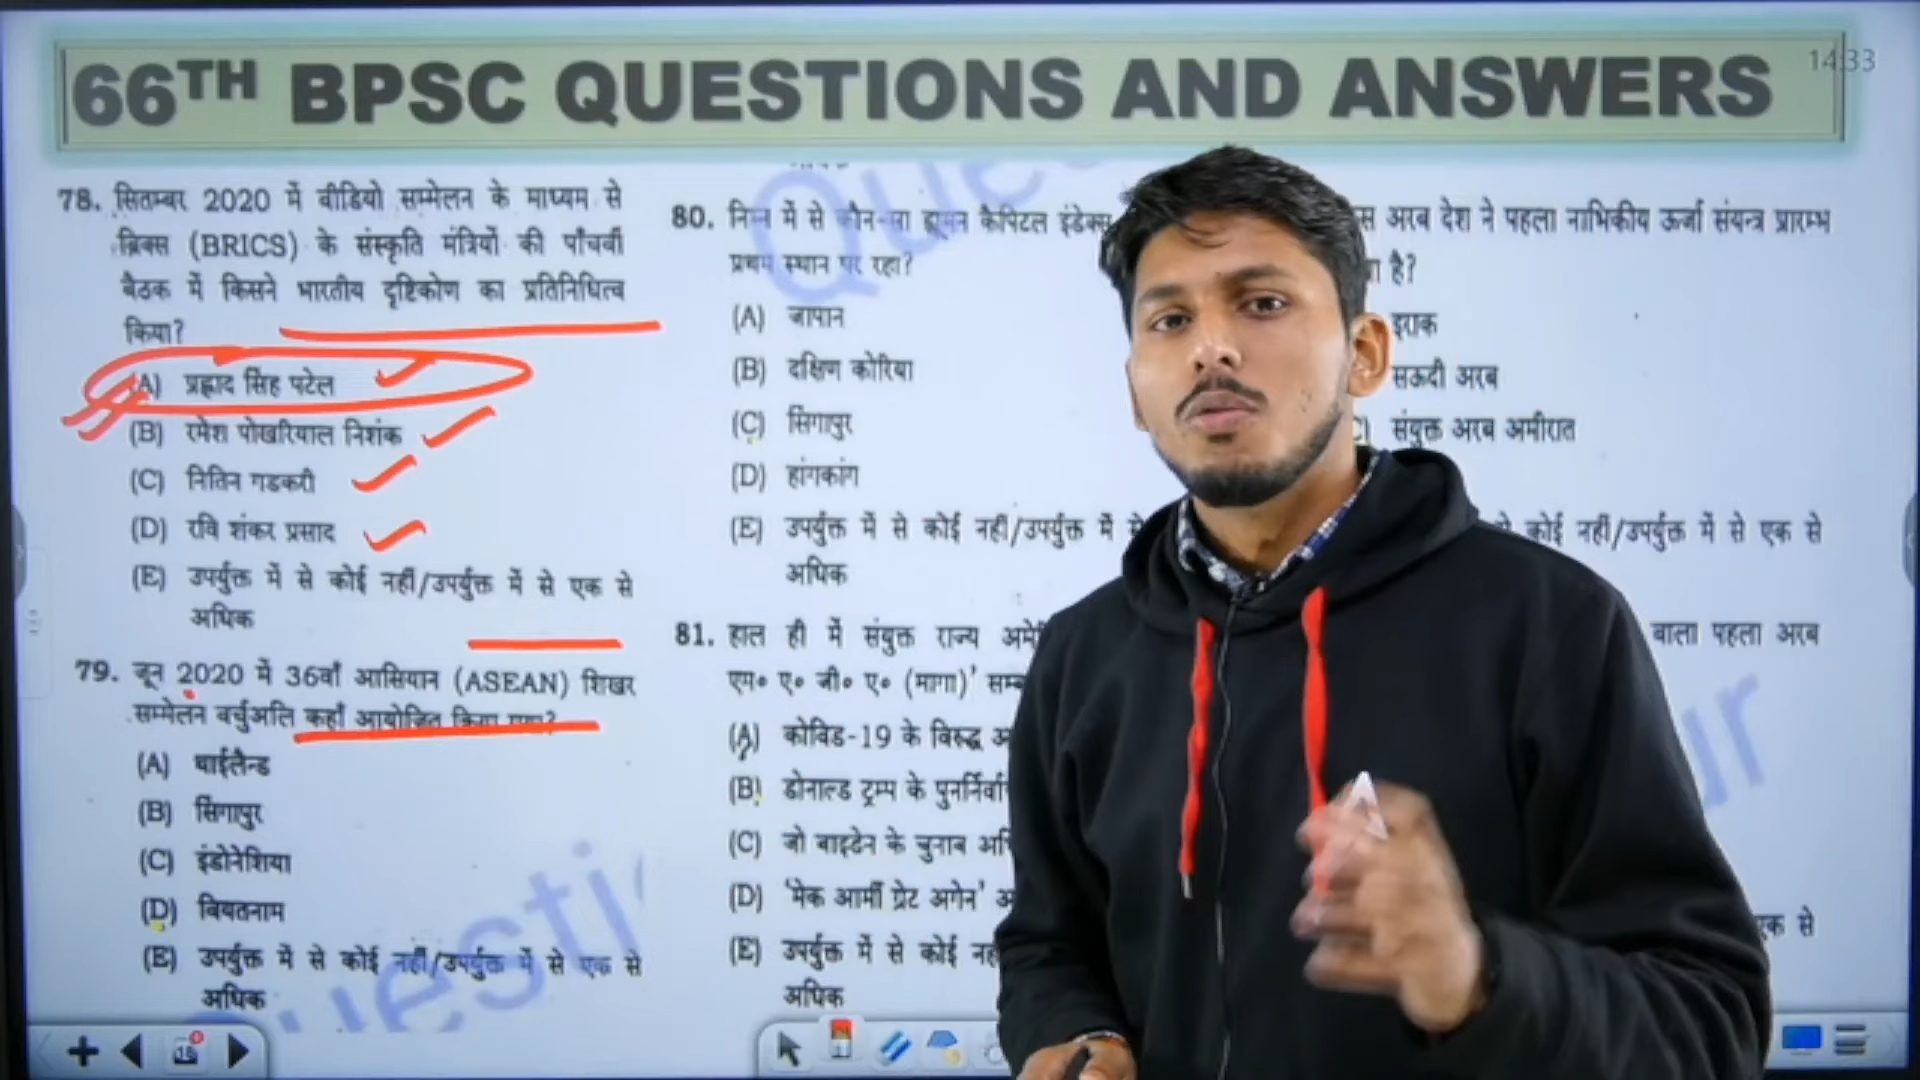 66TH BPSC QUESTIONS AND ANSWERS
14:33
78. सितम्बर 2020 में वीडियो सम्मेलन के माध्यम से
ब्रिक्स (BRICS) के संस्कृति मंत्रियों की पाँचवीं
बैठक में किसने भारतीय दृष्टिकोण का प्रतिनिधित्व
किया?
(A) प्रह्लाद सिंह पटेल
(B) रमेश पोखरियाल निशंक
(C) नितिन गडकरी
(D) रवि शंकर प्रसाद
(E) उपर्युक्त में से कोई नहीं/उपर्युक्त में से एक से
अधिक
79. जून 2020 में 36वाँ आसियान (ASEAN) शिखर
सम्मेलन वर्चुअलि कहाँ आयोजित किया गया?
(A) थाईलैन्ड
(B) सिंगापुर
(C) इंडोनेशिया
(D) वियतनाम
(E) उपर्युक्त में से कोई नहीं/उपर्युक्त में से एक से
अधिक
80. निम्न में से कौन-सा ह्यूमन कैपिटल इंडेक्स
प्रथम स्थान पर रहा?
(A) जापान
(B) दक्षिण कोरिया
(C) सिंगापुर
(D) हांगकांग
(E) उपर्युक्त में से कोई नहीं/उपर्युक्त में से
अधिक
81. हाल ही में संयुक्त राज्य
एम॰ ए॰ जी॰ ए॰ (मागा)'
(A) कोविड-19 के विरुद्ध
(B) डोनाल्ड ट्रम्प के
(C) जो बाइडेन के चुनाव
(D) 'मेक आर्मी ग्रेट अगेन'
(E) उपर्युक्त में से कोई
अधिक
अरब देश ने पहला नाभिकीय ऊर्जा संयन्त्र प्रारम्भ
है?
इराक
सऊदी अरब
संयुक्त अरब अमीरात
कोई नहीं/उपर्युक्त में से एक से
वाला पहला अरब
एक से